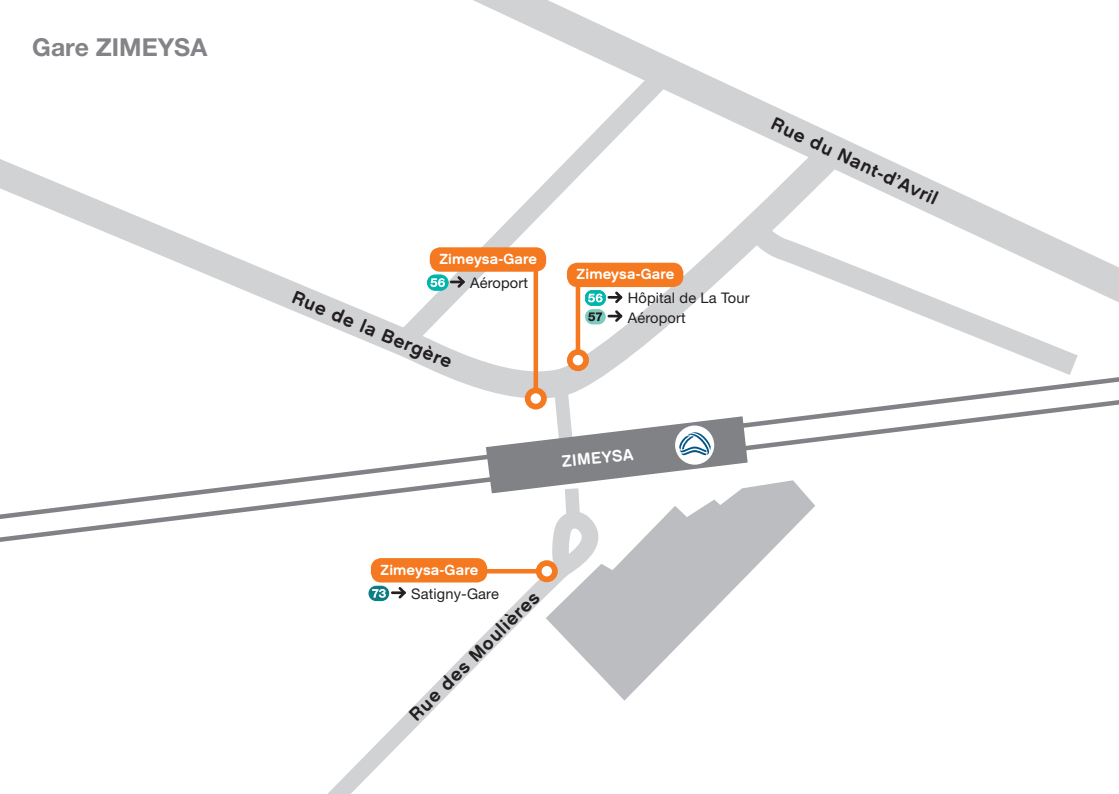 Gare ZIMEYSA
Rue du Nant-d'Avril
Zimeysa-Gare
56 → Aéroport
Zimeysa-Gare
56 → Hôpital de La Tour
57 → Aéroport
Rue de la Bergère
ZIMEYSA
Zimeysa-Gare
73 → Satigny-Gare
Rue des Moulières